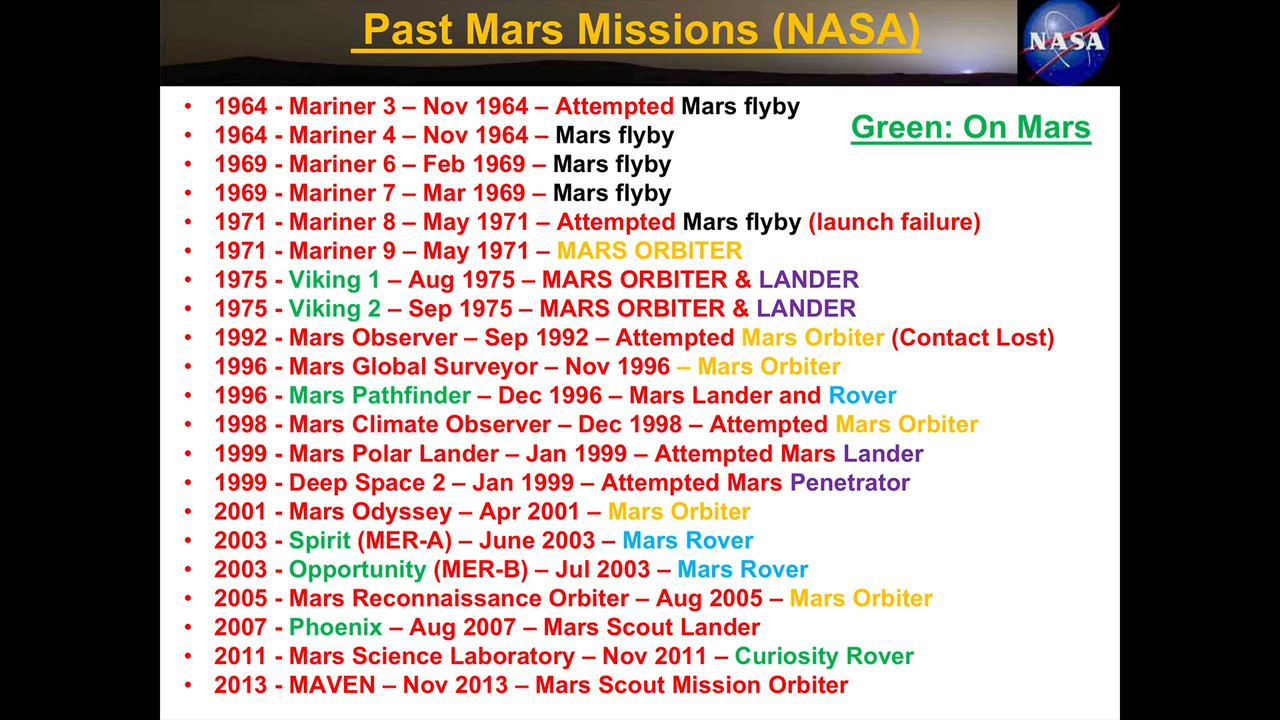 Past Mars Missions (NASA)
NASA
• 1964 - Mariner 3 – Nov 1964 – Attempted Mars flyby
Green: On Mars
• 1964 - Mariner 4 – Nov 1964 – Mars flyby
• 1969 - Mariner 6 – Feb 1969 – Mars flyby
• 1969 - Mariner 7 – Mar 1969 – Mars flyby
• 1971 - Mariner 8 – May 1971 – Attempted Mars flyby (launch failure)
• 1971 - Mariner 9 – May 1971 – MARS ORBITER
• 1975 - Viking 1 – Aug 1975 – MARS ORBITER & LANDER
• 1975 - Viking 2 – Sep 1975 – MARS ORBITER & LANDER
• 1992 - Mars Observer – Sep 1992 – Attempted Mars Orbiter (Contact Lost)
• 1996 - Mars Global Surveyor – Nov 1996 – Mars Orbiter
• 1996 - Mars Pathfinder – Dec 1996 – Mars Lander and Rover
• 1998 - Mars Climate Observer – Dec 1998 – Attempted Mars Orbiter
• 1999 - Mars Polar Lander – Jan 1999 – Attempted Mars Lander
• 1999 - Deep Space 2 – Jan 1999 – Attempted Mars Penetrator
• 2001 - Mars Odyssey – Apr 2001 – Mars Orbiter
• 2003 - Spirit (MER-A) – June 2003 – Mars Rover
• 2003 - Opportunity (MER-B) – Jul 2003 – Mars Rover
• 2005 - Mars Reconnaissance Orbiter – Aug 2005 – Mars Orbiter
• 2007 - Phoenix – Aug 2007 – Mars Scout Lander
• 2011 - Mars Science Laboratory – Nov 2011 – Curiosity Rover
• 2013 - MAVEN – Nov 2013 – Mars Scout Mission Orbiter